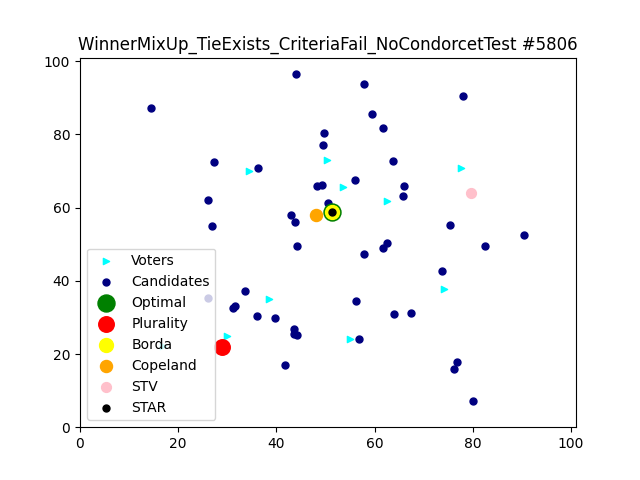 WinnerMixUp_TieExists_CriteriaFail_NoCondorcetTest #5806
100
80
60
40
20
0
Voters
Candidates
Optimal
Plurality
Borda
Copeland
STV
STAR
0 20 40 60 80 100